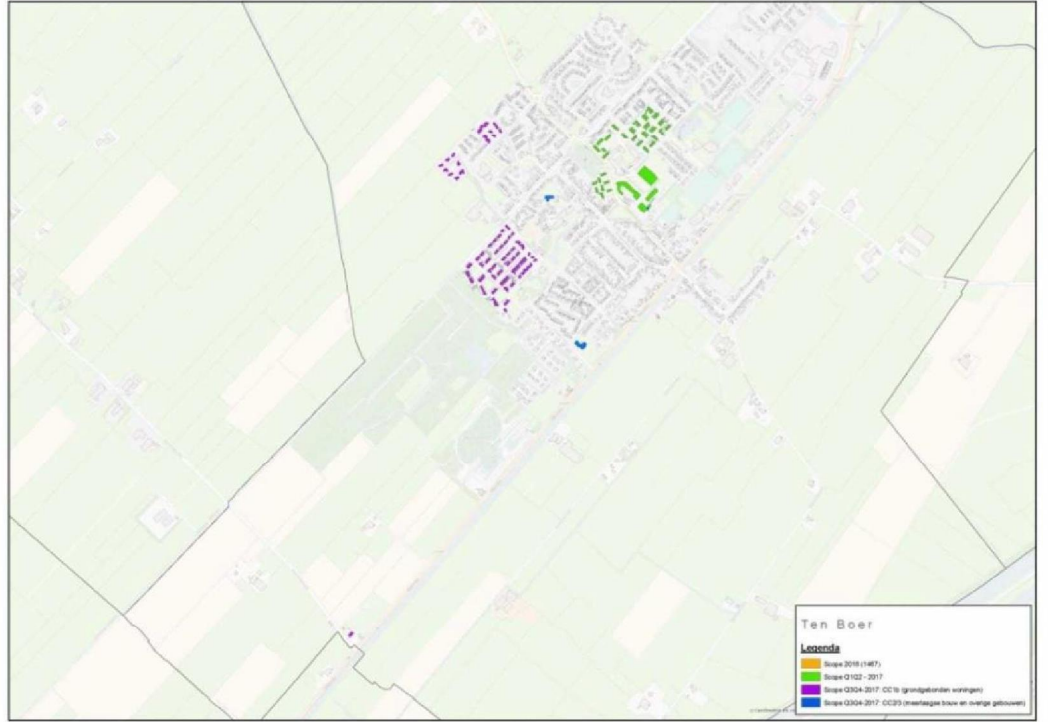 Ten Boer
Legenda
Scope 2016 (1467)
Scope Q1Q2 - 2017
Scope Q3Q4-2017: CC1b (grondgebonden woningen)
Scope Q3Q4-2017: CC2/3 (meerlaagse bouw en overige gebouwen)